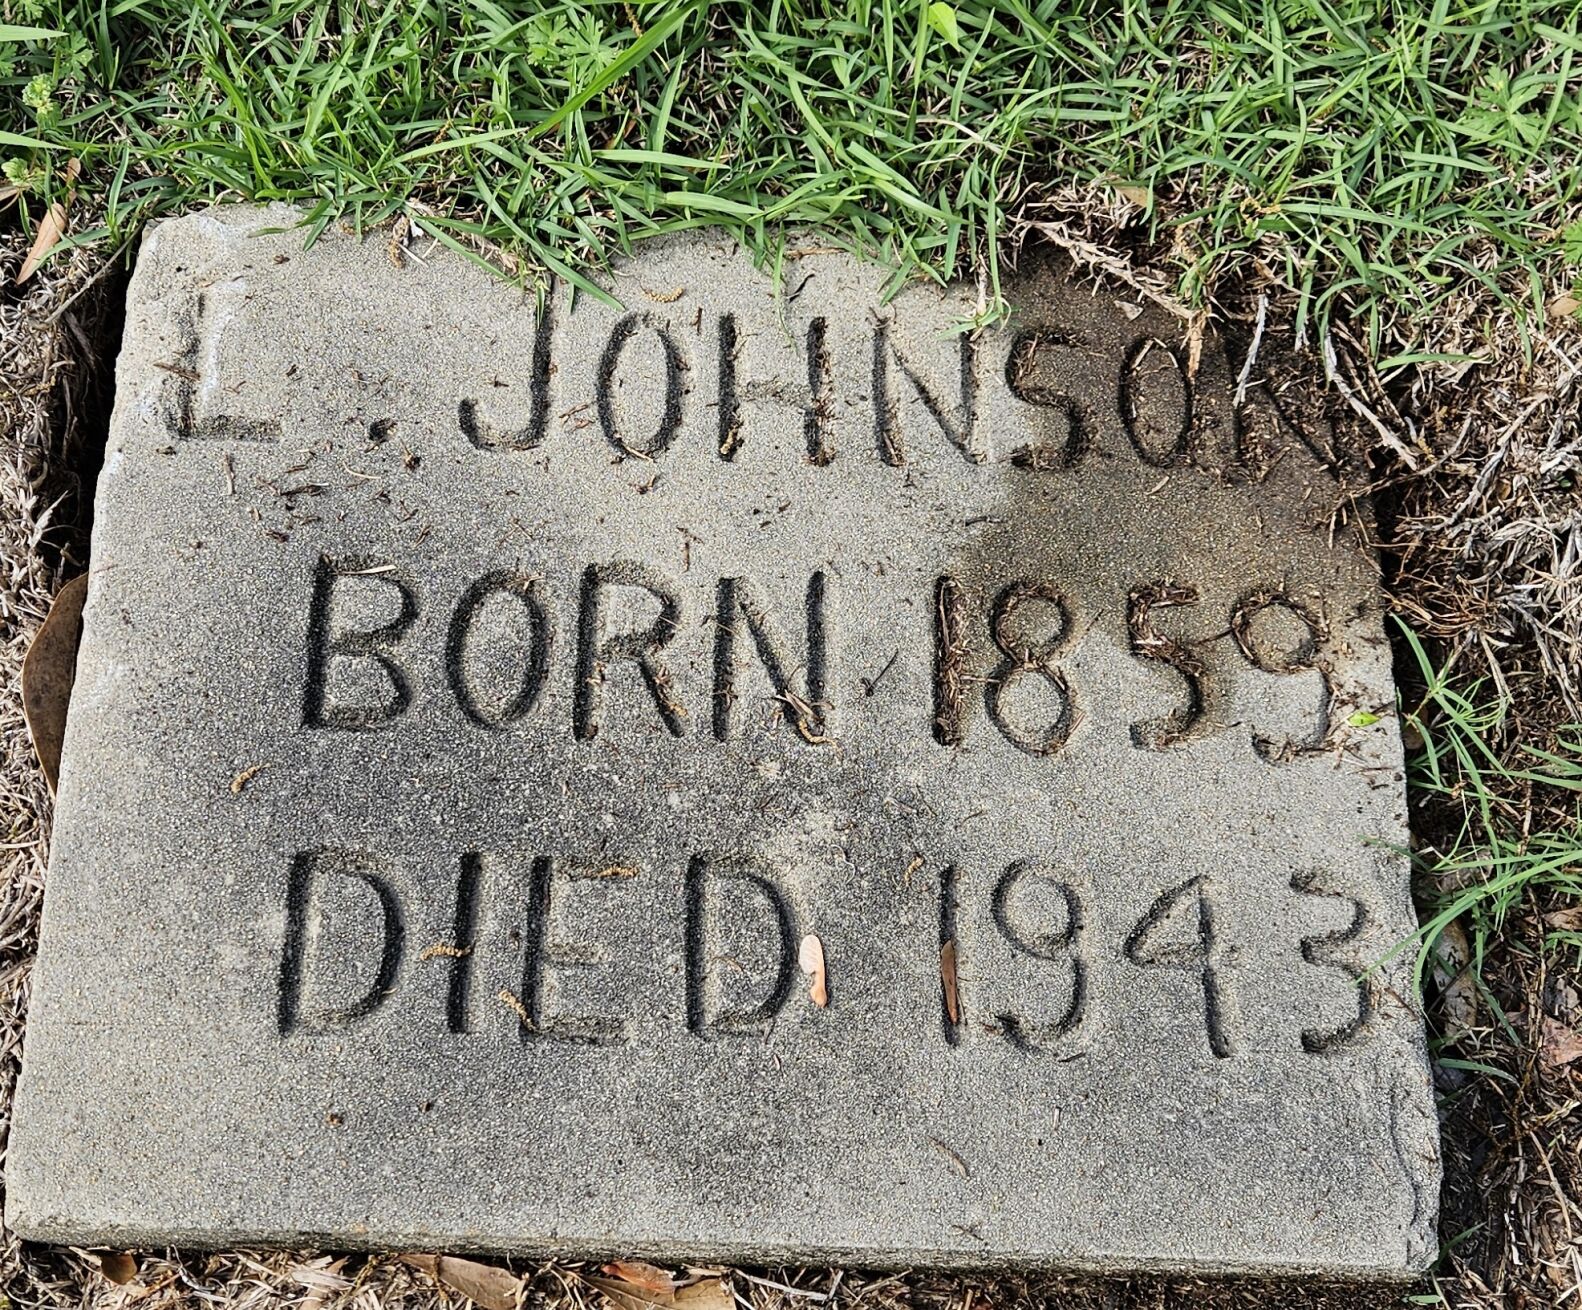 L. JOHNSON
BORN 1859
DIED 1943